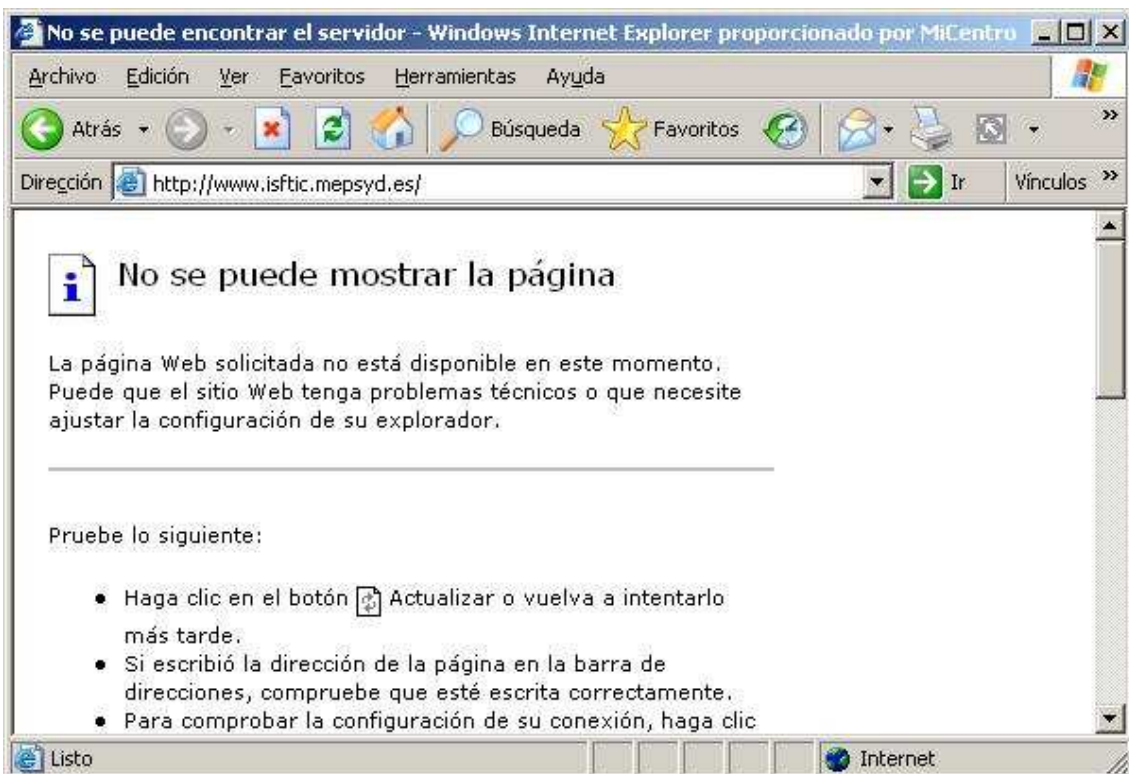 No se puede encontrar el servidor - Windows Internet Explorer proporcionado por MiCentro
Archivo Edición Ver Favoritos Herramientas Ayuda
Atrás Búsqueda Favoritos »
Dirección http://www.isftic.mepsyd.es/ Ir Vínculos »
No se puede mostrar la página
La página Web solicitada no está disponible en este momento.
Puede que el sitio Web tenga problemas técnicos o que necesite
ajustar la configuración de su explorador.
Pruebe lo siguiente:
• Haga clic en el botón Actualizar o vuelva a intentarlo
más tarde.
• Si escribió la dirección de la página en la barra de
direcciones, compruebe que esté escrita correctamente.
• Para comprobar la configuración de su conexión, haga clic
Listo Internet